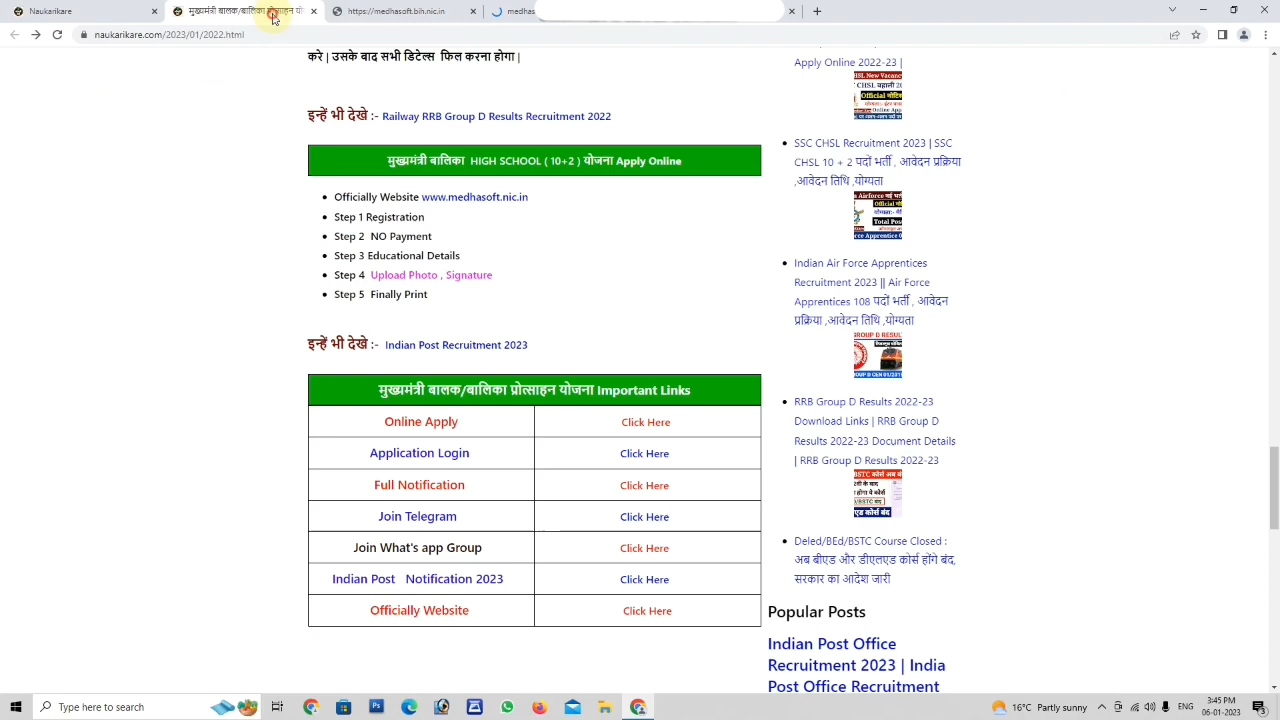 Naukarikare
मुख्यमंत्री बालक/बालिका
https://naukarikare.com/2023/01
naukarikare.com/2023/01/2022.html
करे | उसके बाद सभी डिटेल्स फिल करना होगा |
इन्हें भी देखे :- Railway RRB Group D Results Recruitment 2022
मुख्यमंत्री बालिका HIGH SCHOOL ( 10+2 ) योजना Apply Online
Officially Website www.medhasoft.nic.in
Step 1 Registration
Step 2 NO Payment
Step 3 Educational Details
Step 4 Upload Photo , Signature
Step 5 Finally Print
इन्हें भी देखे :- Indian Post Recruitment 2023
मुख्यमंत्री बालक/बालिका प्रोत्साहन योजना Important Links
Online Apply Click Here
Application Login Click Here
Full Notification Click Here
Join Telegram Click Here
Join What's app Group Click Here
Indian Post Notification 2023 Click Here
Officially Website Click Here
Apply Online 2022-23 |
SSC CHSL Recruitment 2023 | SSC
CHSL 10 + 2 पदों भर्ती , आवेदन प्रक्रिया
,आवेदन तिथि ,योग्यता
Indian Air Force Apprentices
Recruitment 2023 || Air Force
Apprentices 108 पदों भर्ती , आवेदन
प्रक्रिया ,आवेदन तिथि ,योग्यता
RRB Group D Results 2022-23
Download Links | RRB Group D
Results 2022-23 Document Details
| RRB Group D Results 2022-23
Deled/BEd/BSTC Course Closed :
अब बीएड और डीएलएड कोर्स होंगे बंद,
सरकार का आदेश जारी
Popular Posts
Indian Post Office
Recruitment 2023 | India
Post Office Recruitment
Type here to search
16°C Partly sunny
ENG
3:45 PM
06-01-2023